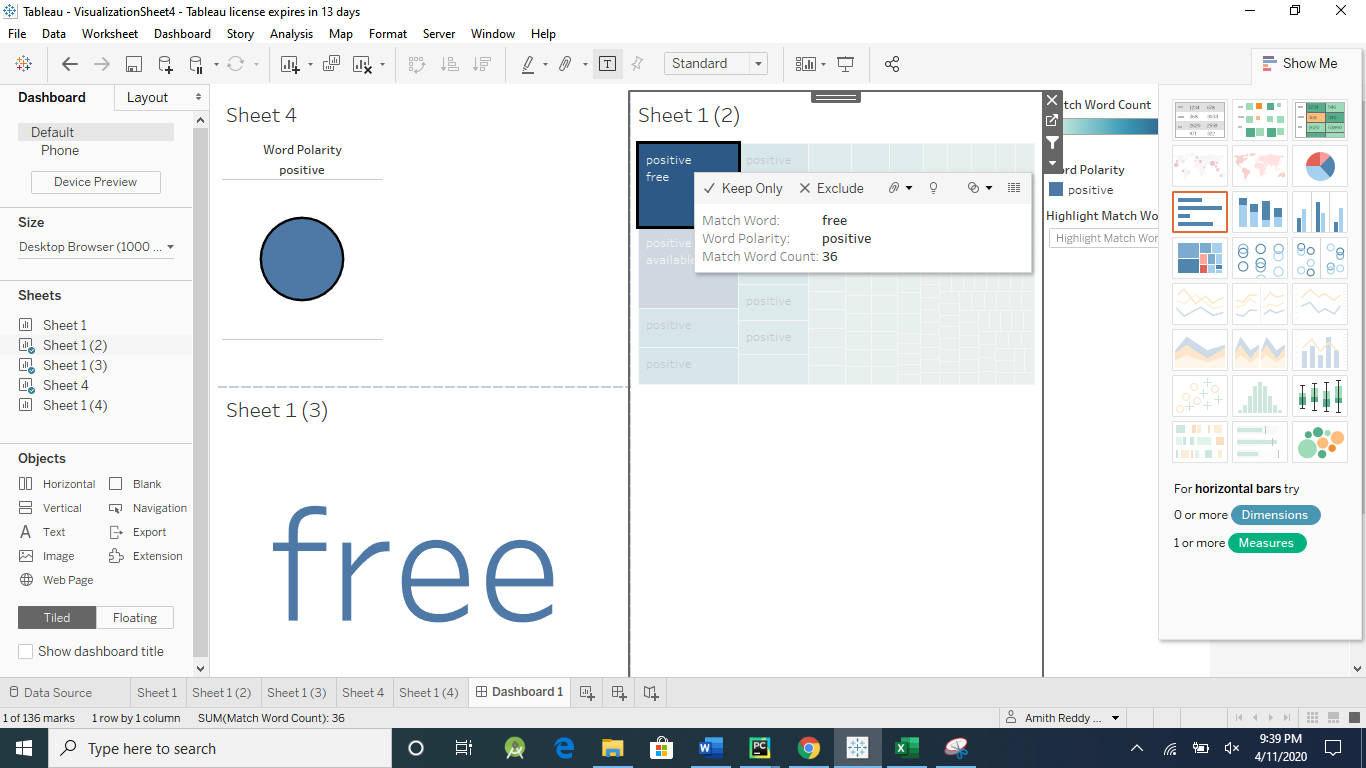 Tableau - VisualizationSheet4 - Tableau license expires in 13 days
File Data Worksheet Dashboard Story Analysis Map Format Server Window Help
Standard
Show Me
Dashboard Layout
Default
Phone
Device Preview
Size
Desktop Browser (1000 ...
Sheets
Sheet 1
Sheet 1 (2)
Sheet 1 (3)
Sheet 4
Sheet 1 (4)
Objects
Horizontal Blank
Vertical Navigation
A Text Export
Image Extension
Web Page
Tiled Floating
Show dashboard title
Sheet 4
Word Polarity
positive
Sheet 1 (3)
free
Sheet 1 (2)
positive
free
positive
positive
available
positive
positive
positive
positive
Keep Only Exclude
Match Word: free
Word Polarity: positive
Match Word Count: 36
tch Word Count
ord Polarity
positive
Highlight Match Wo
Highlight Match Wor
For horizontal bars try
0 or more Dimensions
1 or more Measures
Data Source Sheet 1 Sheet 1 (2) Sheet 1 (3) Sheet 4 Sheet 1 (4) Dashboard 1
1 of 136 marks 1 row by 1 column SUM(Match Word Count): 36
Amith Reddy ...
Type here to search
9:39 PM
4/11/2020